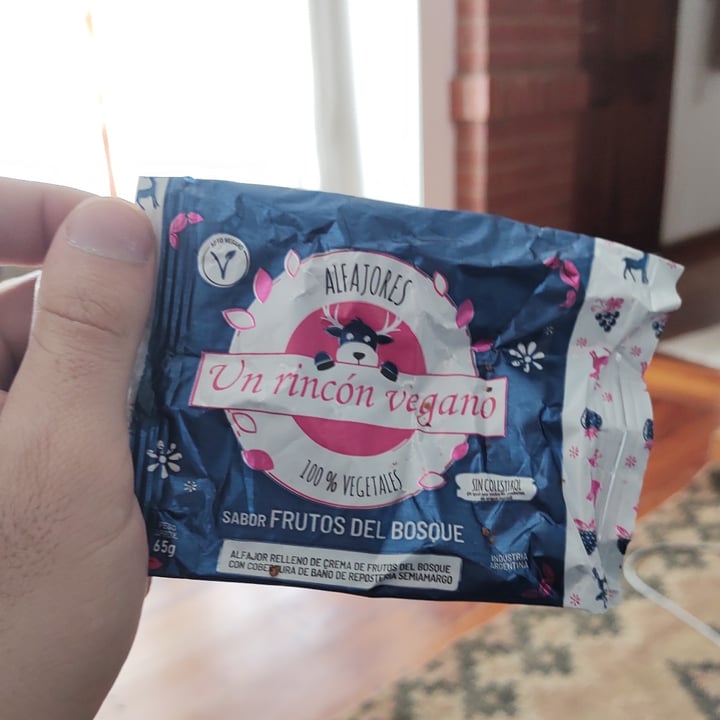 APTO VEGANO
ALFAJORES
Un rincón vegano
100% VEGETALES
SIN COLESTEROL
SABOR FRUTOS DEL BOSQUE
PESO
65g
INDUSTRIA
ARGENTINA
ALFAJOR RELLENO DE CREMA DE FRUTOS DEL BOSQUE
CON COBERTURA DE BAÑO DE REPOSTERÍA SEMIAMARGO